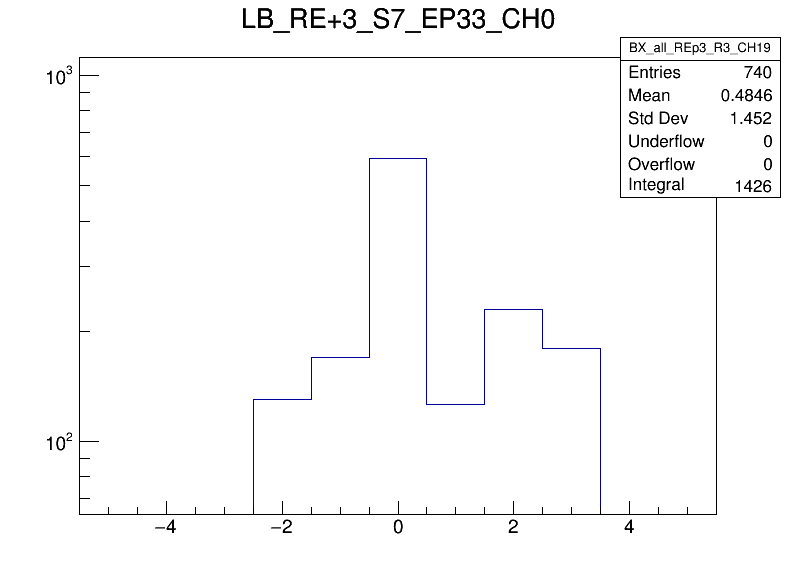 LB_RE+3_S7_EP33_CH0
BX_all_REp3_R3_CH19
Entries 740
Mean 0.4846
Std Dev 1.452
Underflow 0
Overflow 0
Integral 1426
10³
10²
−4 −2 0 2 4